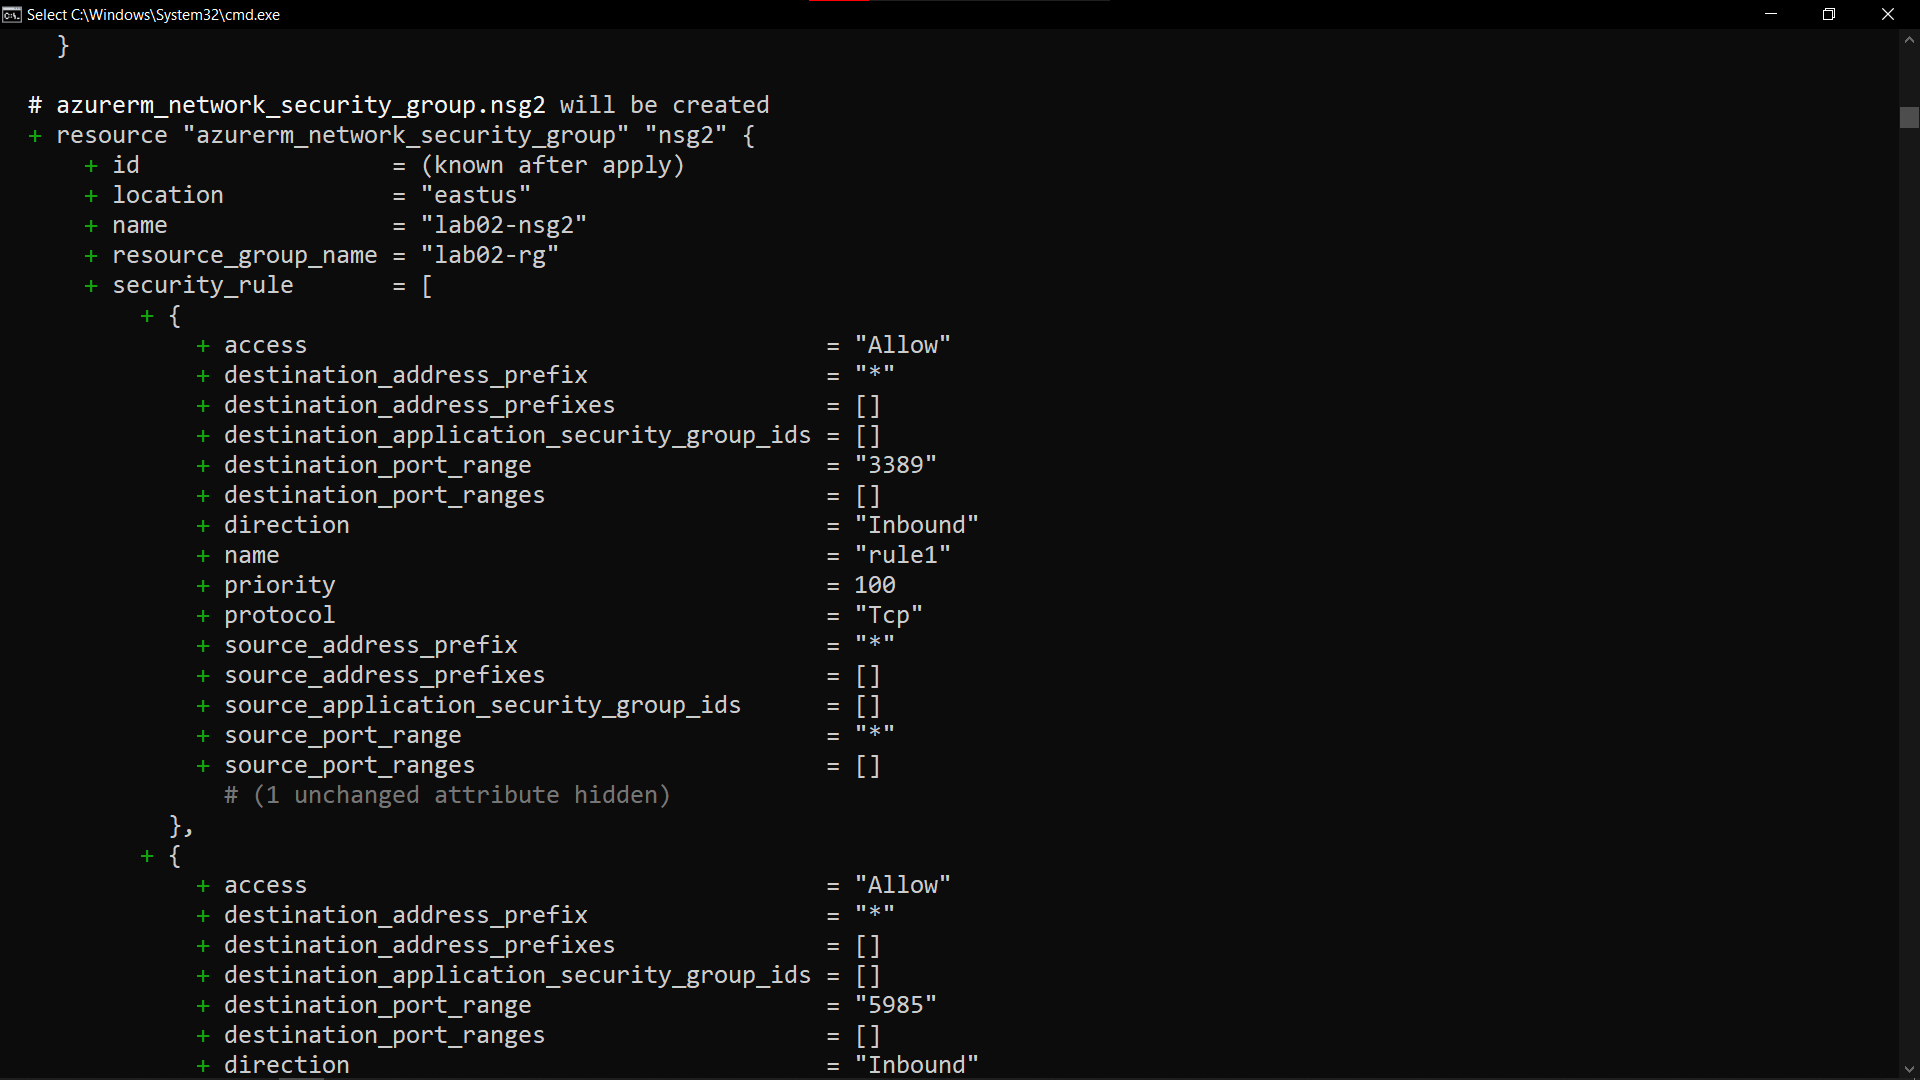 Select C:\Windows\System32\cmd.exe
}
# azurerm_network_security_group.nsg2 will be created
+ resource "azurerm_network_security_group" "nsg2" {
+ id = (known after apply)
+ location = "eastus"
+ name = "lab02-nsg2"
+ resource_group_name = "lab02-rg"
+ security_rule = [
+ {
+ access = "Allow"
+ destination_address_prefix = "*"
+ destination_address_prefixes = []
+ destination_application_security_group_ids = []
+ destination_port_range = "3389"
+ destination_port_ranges = []
+ direction = "Inbound"
+ name = "rule1"
+ priority = 100
+ protocol = "Tcp"
+ source_address_prefix = "*"
+ source_address_prefixes = []
+ source_application_security_group_ids = []
+ source_port_range = "*"
+ source_port_ranges = []
# (1 unchanged attribute hidden)
},
+ {
+ access = "Allow"
+ destination_address_prefix = "*"
+ destination_address_prefixes = []
+ destination_application_security_group_ids = []
+ destination_port_range = "5985"
+ destination_port_ranges = []
+ direction = "Inbound"